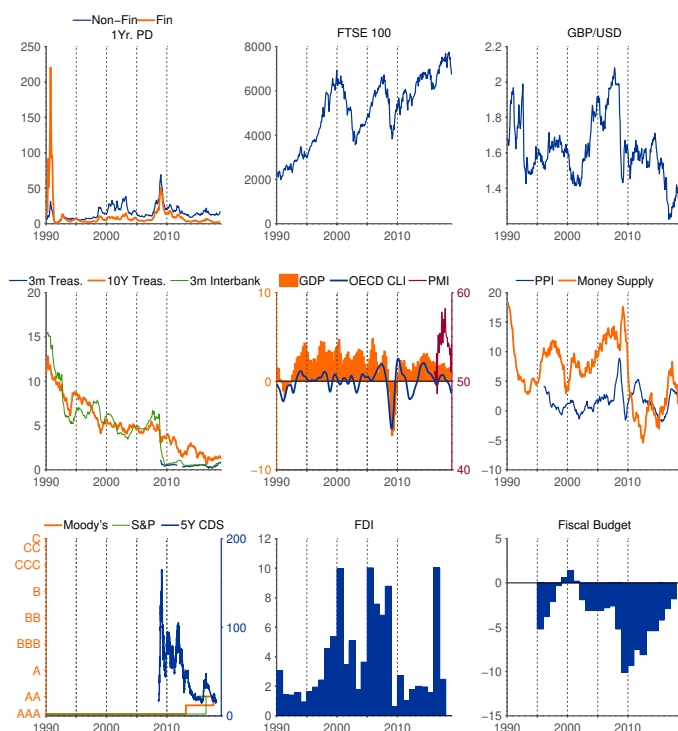 Non−Fin Fin
1Yr. PD
250
200
150
100
50
0
1990 2000 2010
FTSE 100
8000
6000
4000
2000
0
1990 2000 2010
GBP/USD
2.2
2
1.8
1.6
1.4
1990 2000 2010
3m Treas. 10Y Treas. 3m Interbank
20
15
10
5
0
1990 2000 2010
GDP OECD CLI PMI
10
0
−10
60
50
40
1990 2000 2010
PPI Money Supply
20
15
10
5
0
−5
−10
1990 2000 2010
Moody's S&P 5Y CDS
C
CC
CCC
B
BB
BBB
A
AA
AAA
200
100
0
1990 2000 2010
FDI
12
10
8
6
4
2
0
1990 2000 2010
Fiscal Budget
5
0
−5
−10
−15
1990 2000 2010